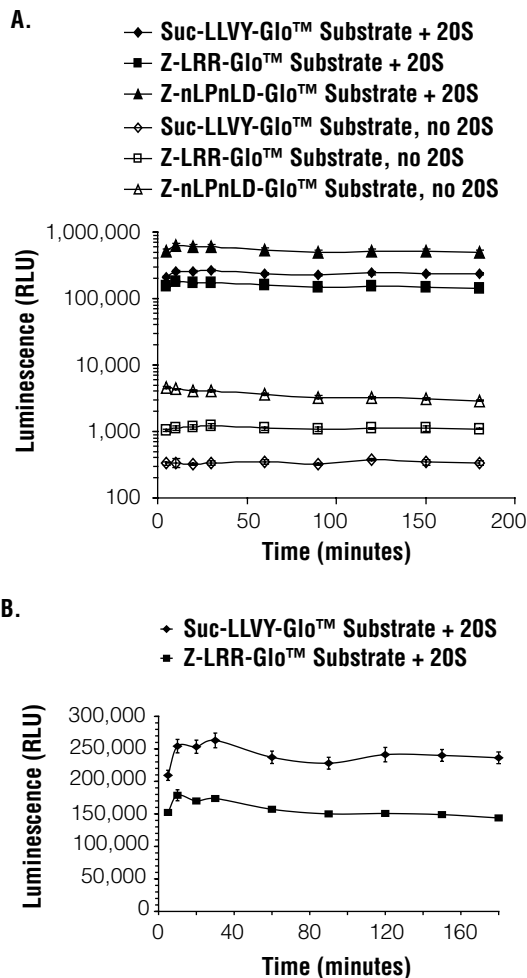 A.
Suc-LLVY-Glo™ Substrate + 20S
Z-LRR-Glo™ Substrate + 20S
Z-nLPnLD-Glo™ Substrate + 20S
Suc-LLVY-Glo™ Substrate, no 20S
Z-LRR-Glo™ Substrate, no 20S
Z-nLPnLD-Glo™ Substrate, no 20S
Luminescence (RLU)
1,000,000
100,000
10,000
1,000
100
0 50 100 150 200
Time (minutes)
B.
Suc-LLVY-Glo™ Substrate + 20S
Z-LRR-Glo™ Substrate + 20S
Luminescence (RLU)
300,000
250,000
200,000
150,000
100,000
50,000
0
0 40 80 120 160
Time (minutes)